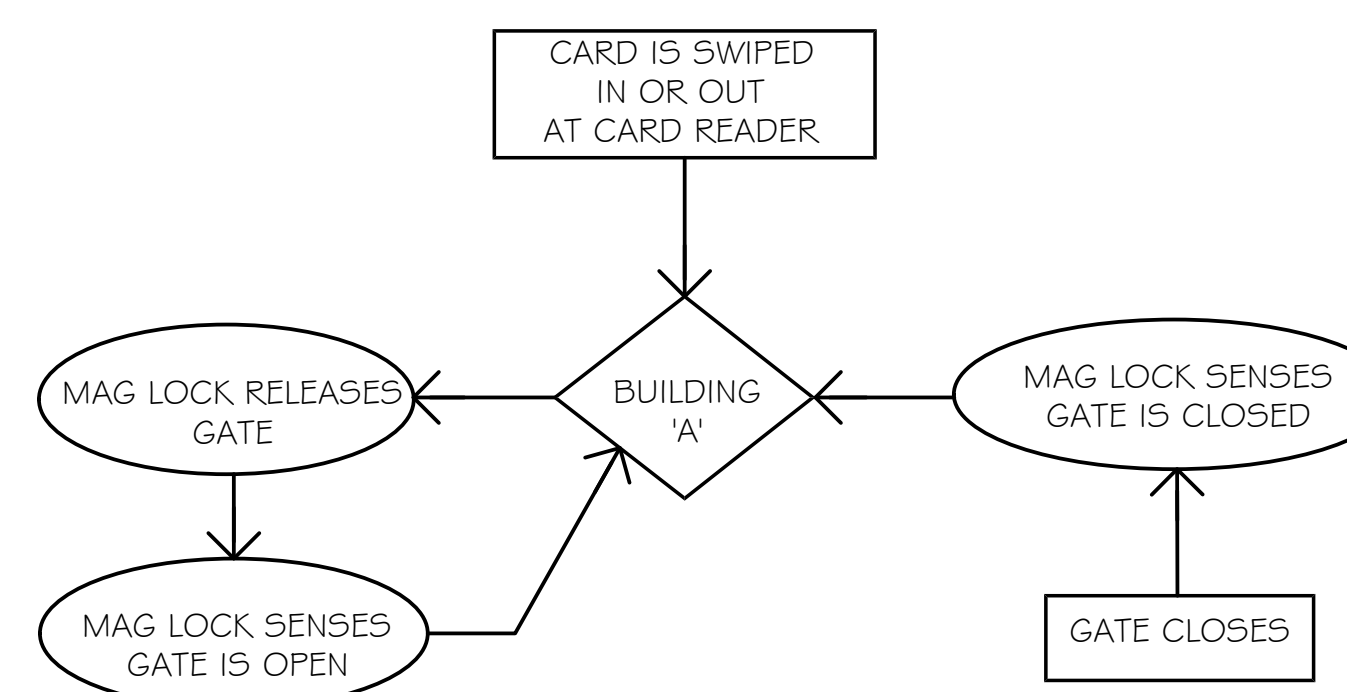 CARD IS SWIPED
IN OR OUT
AT CARD READER
MAG LOCK RELEASES
GATE
BUILDING
'A'
MAG LOCK SENSES
GATE IS CLOSED
MAG LOCK SENSES
GATE IS OPEN
GATE CLOSES